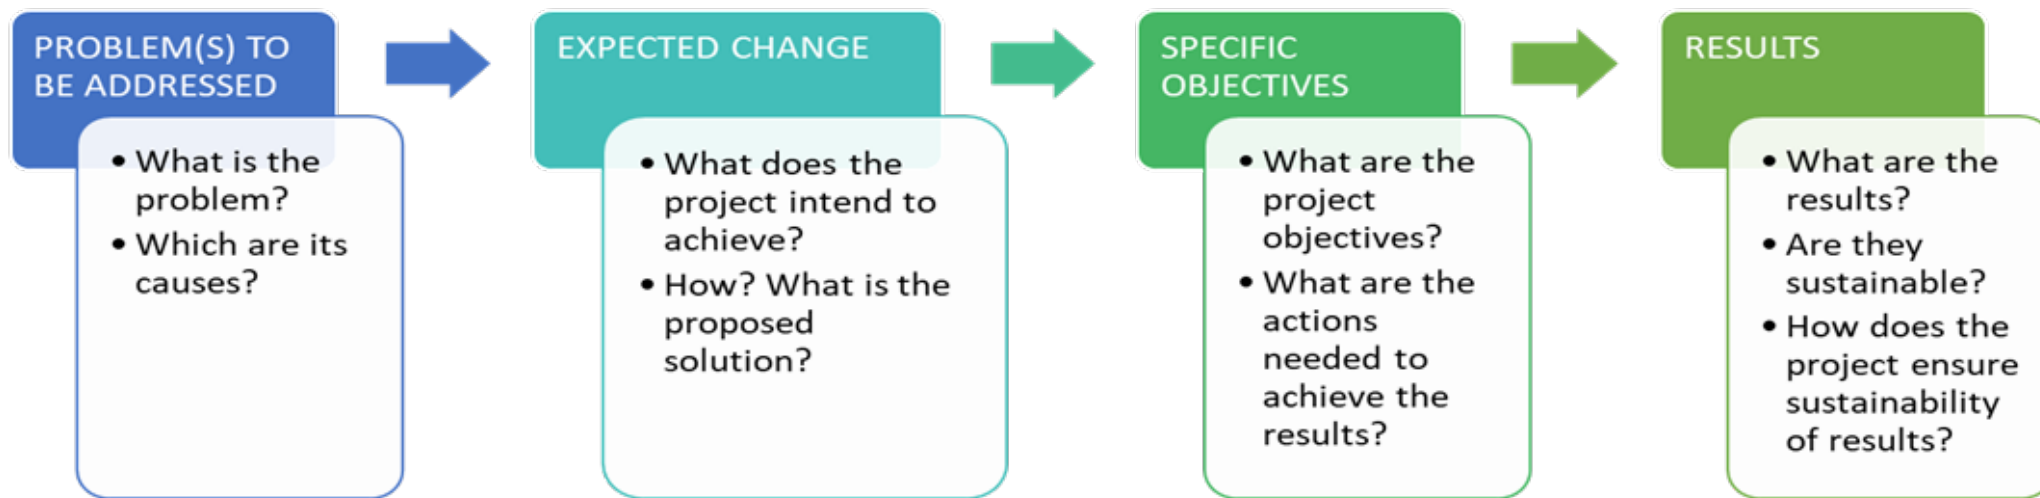 PROBLEM(S) TO
BE ADDRESSED
• What is the
problem?
• Which are its
causes?
EXPECTED CHANGE
• What does the
project intend to
achieve?
• How? What is the
proposed
solution?
SPECIFIC
OBJECTIVES
• What are the
project
objectives?
• What are the
actions
needed to
achieve the
results?
RESULTS
• What are the
results?
• Are they
sustainable?
• How does the
project ensure
sustainability
of results?